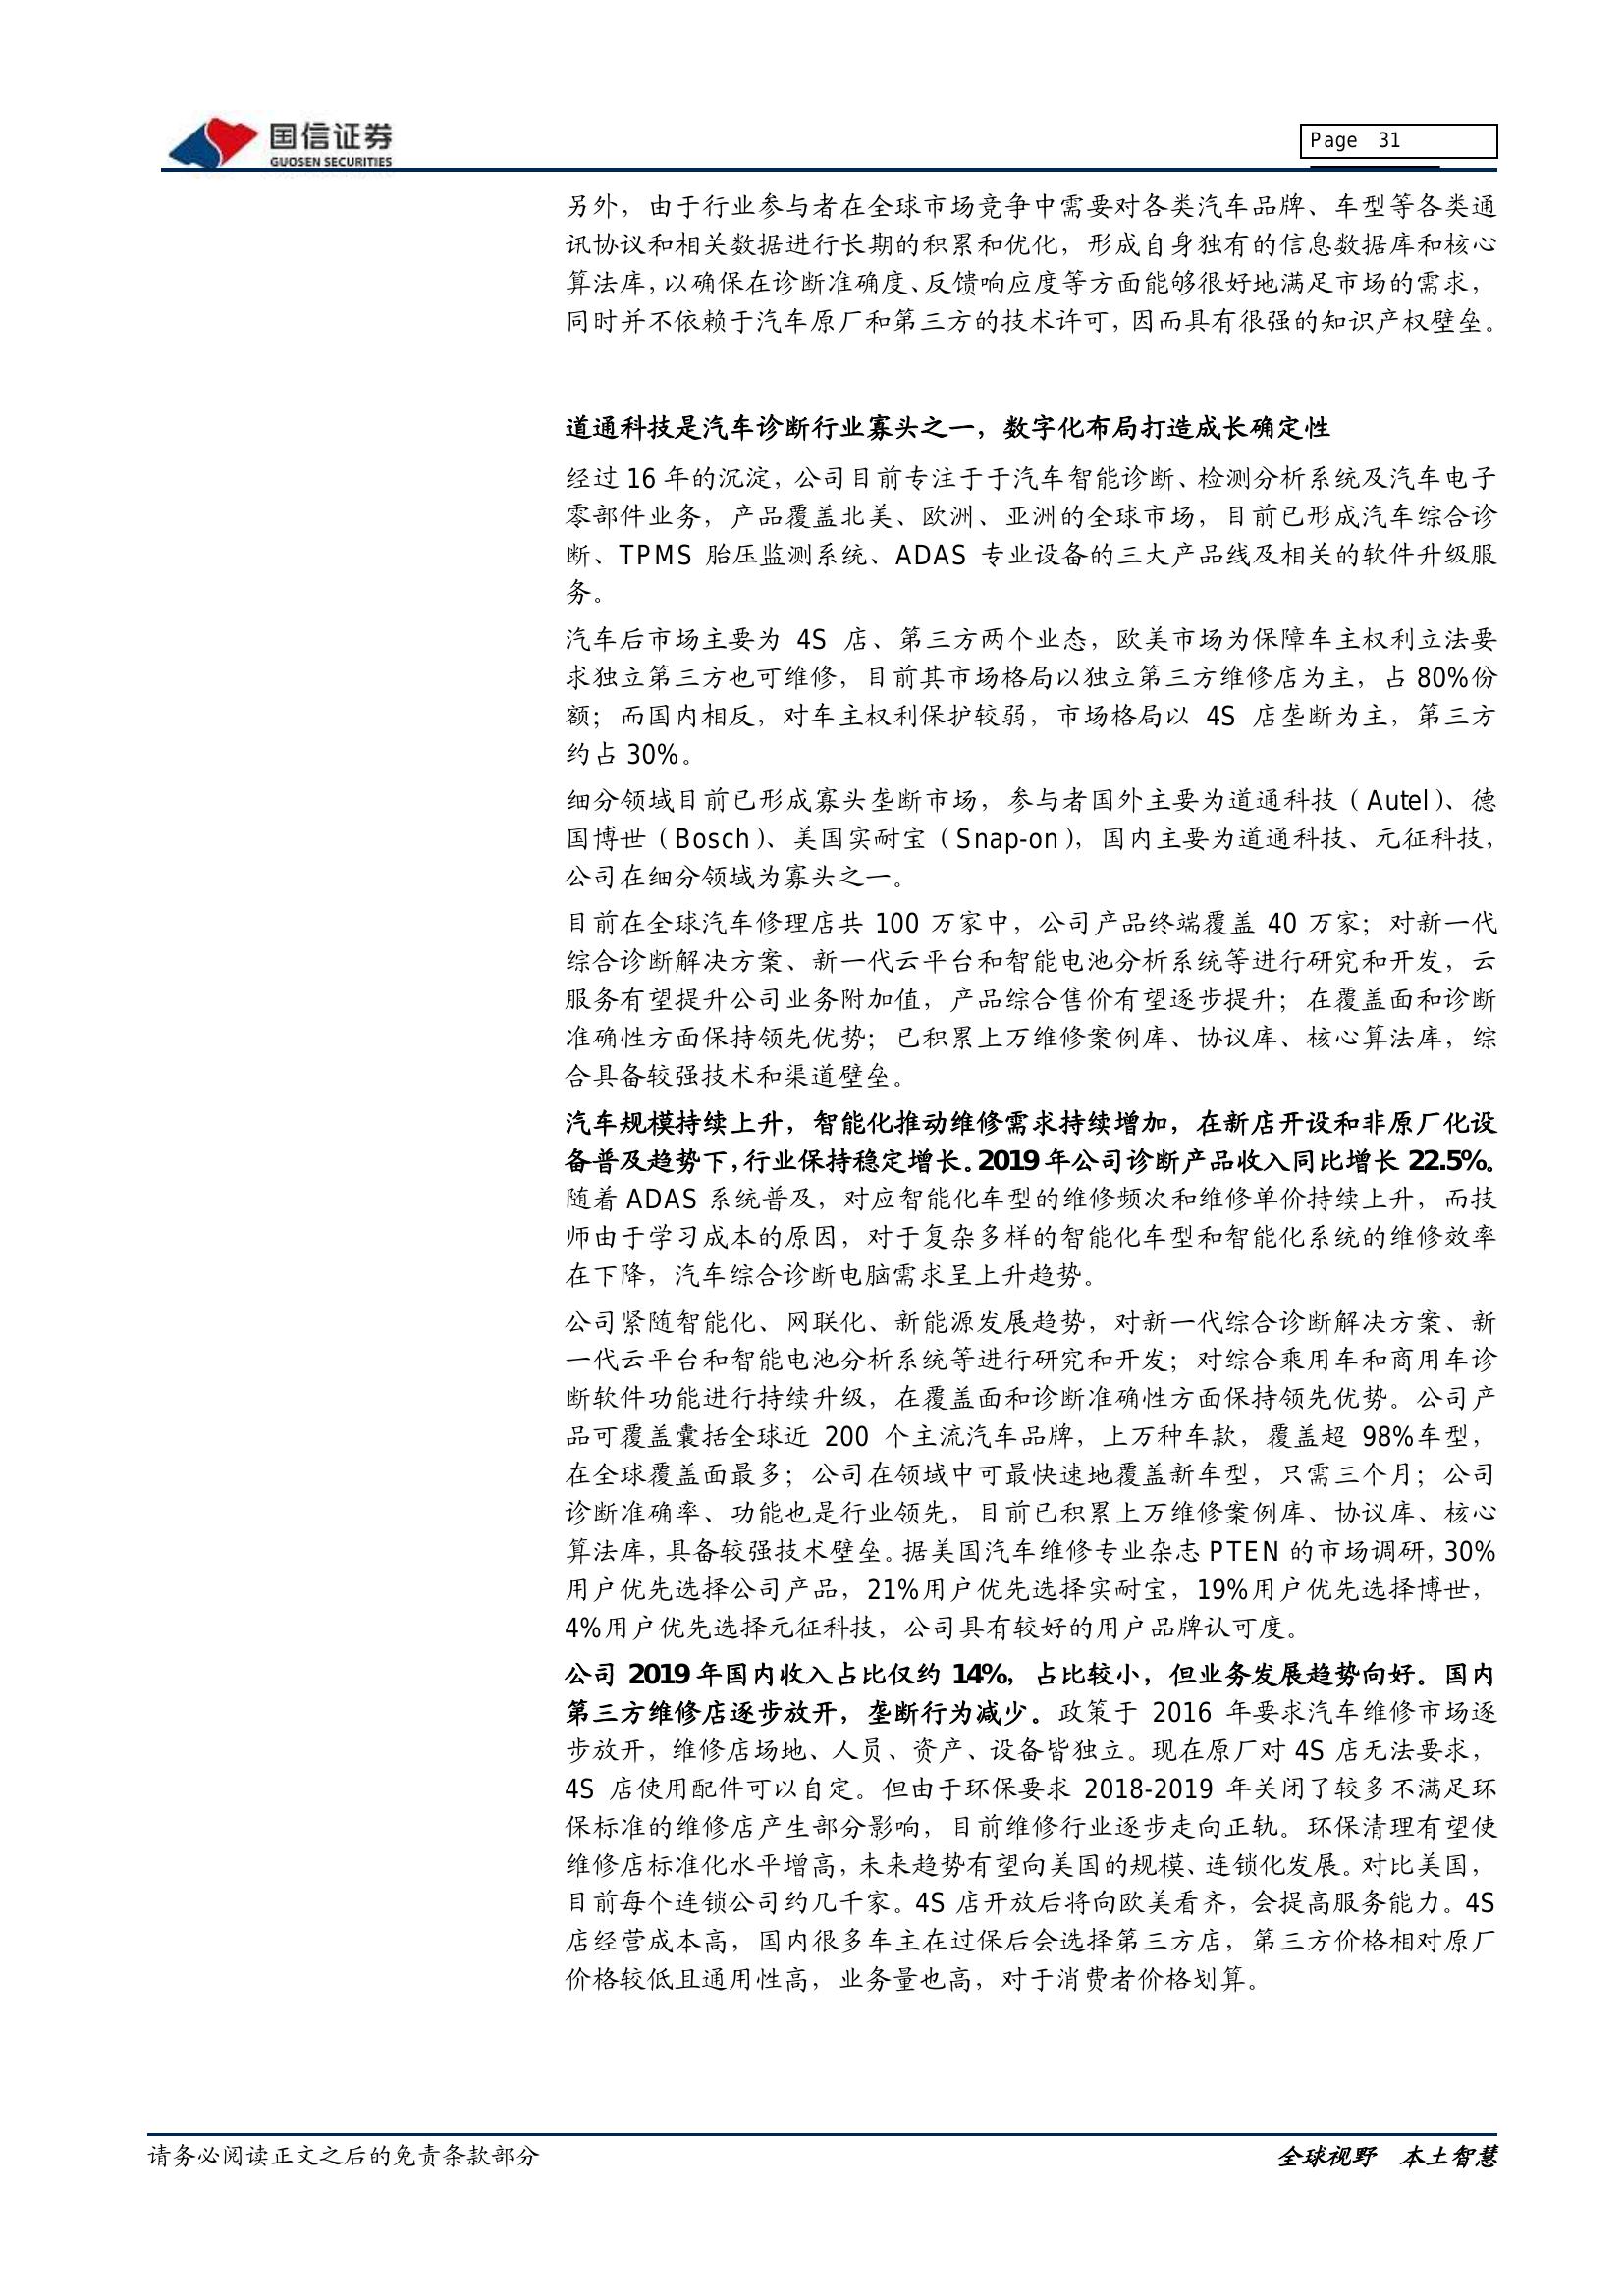 国信证券
GUOSEN SECURITIES
Page 31
另外，由于行业参与者在全球市场竞争中需要对各类汽车品牌、车型等各类通
讯协议和相关数据进行长期的积累和优化，形成自身独有的信息数据库和核心
算法库，以确保在诊断准确度、反馈响应度等方面能够很好地满足市场的需求，
同时并不依赖于汽车原厂和第三方的技术许可，因而具有很强的知识产权壁垒。
道通科技是汽车诊断行业寡头之一，数字化布局打造成长确定性
经过 16 年的沉淀，公司目前专注于于汽车智能诊断、检测分析系统及汽车电子
零部件业务，产品覆盖北美、欧洲、亚洲的全球市场，目前已形成汽车综合诊
断、TPMS 胎压监测系统、ADAS 专业设备的三大产品线及相关的软件升级服
务。
汽车后市场主要为 4S 店、第三方两个业态，欧美市场为保障车主权利立法要
求独立第三方也可维修，目前其市场格局以独立第三方维修店为主，占 80%份
额；而国内相反，对车主权利保护较弱，市场格局以 4S 店垄断为主，第三方
约占 30%。
细分领域目前已形成寡头垄断市场，参与者国外主要为道通科技（Autel）、德
国博世（Bosch）、美国实耐宝（Snap-on），国内主要为道通科技、元征科技，
公司在细分领域为寡头之一。
目前在全球汽车修理店共 100 万家中，公司产品终端覆盖 40 万家；对新一代
综合诊断解决方案、新一代云平台和智能电池分析系统等进行研究和开发，云
服务有望提升公司业务附加值，产品综合售价有望逐步提升；在覆盖面和诊断
准确性方面保持领先优势；已积累上万维修案例库、协议库、核心算法库，综
合具备较强技术和渠道壁垒。
汽车规模持续上升，智能化推动维修需求持续增加，在新店开设和非原厂化设
备普及趋势下，行业保持稳定增长。2019 年公司诊断产品收入同比增长 22.5%。
随着 ADAS 系统普及，对应智能化车型的维修频次和维修单价持续上升，而技
师由于学习成本的原因，对于复杂多样的智能化车型和智能化系统的维修效率
在下降，汽车综合诊断电脑需求呈上升趋势。
公司紧随智能化、网联化、新能源发展趋势，对新一代综合诊断解决方案、新
一代云平台和智能电池分析系统等进行研究和开发；对综合乘用车和商用车诊
断软件功能进行持续升级，在覆盖面和诊断准确性方面保持领先优势。公司产
品可覆盖囊括全球近 200 个主流汽车品牌，上万种车款，覆盖超 98%车型，
在全球覆盖面最多；公司在领域中可最快速地覆盖新车型，只需三个月；公司
诊断准确率、功能也是行业领先，目前已积累上万维修案例库、协议库、核心
算法库，具备较强技术壁垒。据美国汽车维修专业杂志 PTEN 的市场调研，30%
用户优先选择公司产品，21%用户优先选择实耐宝，19%用户优先选择博世，
4%用户优先选择元征科技，公司具有较好的用户品牌认可度。
公司 2019 年国内收入占比仅约 14%，占比较小，但业务发展趋势向好。国内
第三方维修店逐步放开，垄断行为减少。政策于 2016 年要求汽车维修市场逐
步放开，维修店场地、人员、资产、设备皆独立。现在原厂对 4S 店无法要求，
4S 店使用配件可以自定。但由于环保要求 2018-2019 年关闭了较多不满足环
保标准的维修店产生部分影响，目前维修行业逐步走向正轨。环保清理有望使
维修店标准化水平增高，未来趋势有望向美国的规模、连锁化发展。对比美国，
目前每个连锁公司约几千家。4S 店开放后将向欧美看齐，会提高服务能力。4S
店经营成本高，国内很多车主在过保后会选择第三方店，第三方价格相对原厂
价格较低且通用性高，业务量也高，对于消费者价格划算。
请务必阅读正文之后的免责条款部分
全球视野 本土智慧